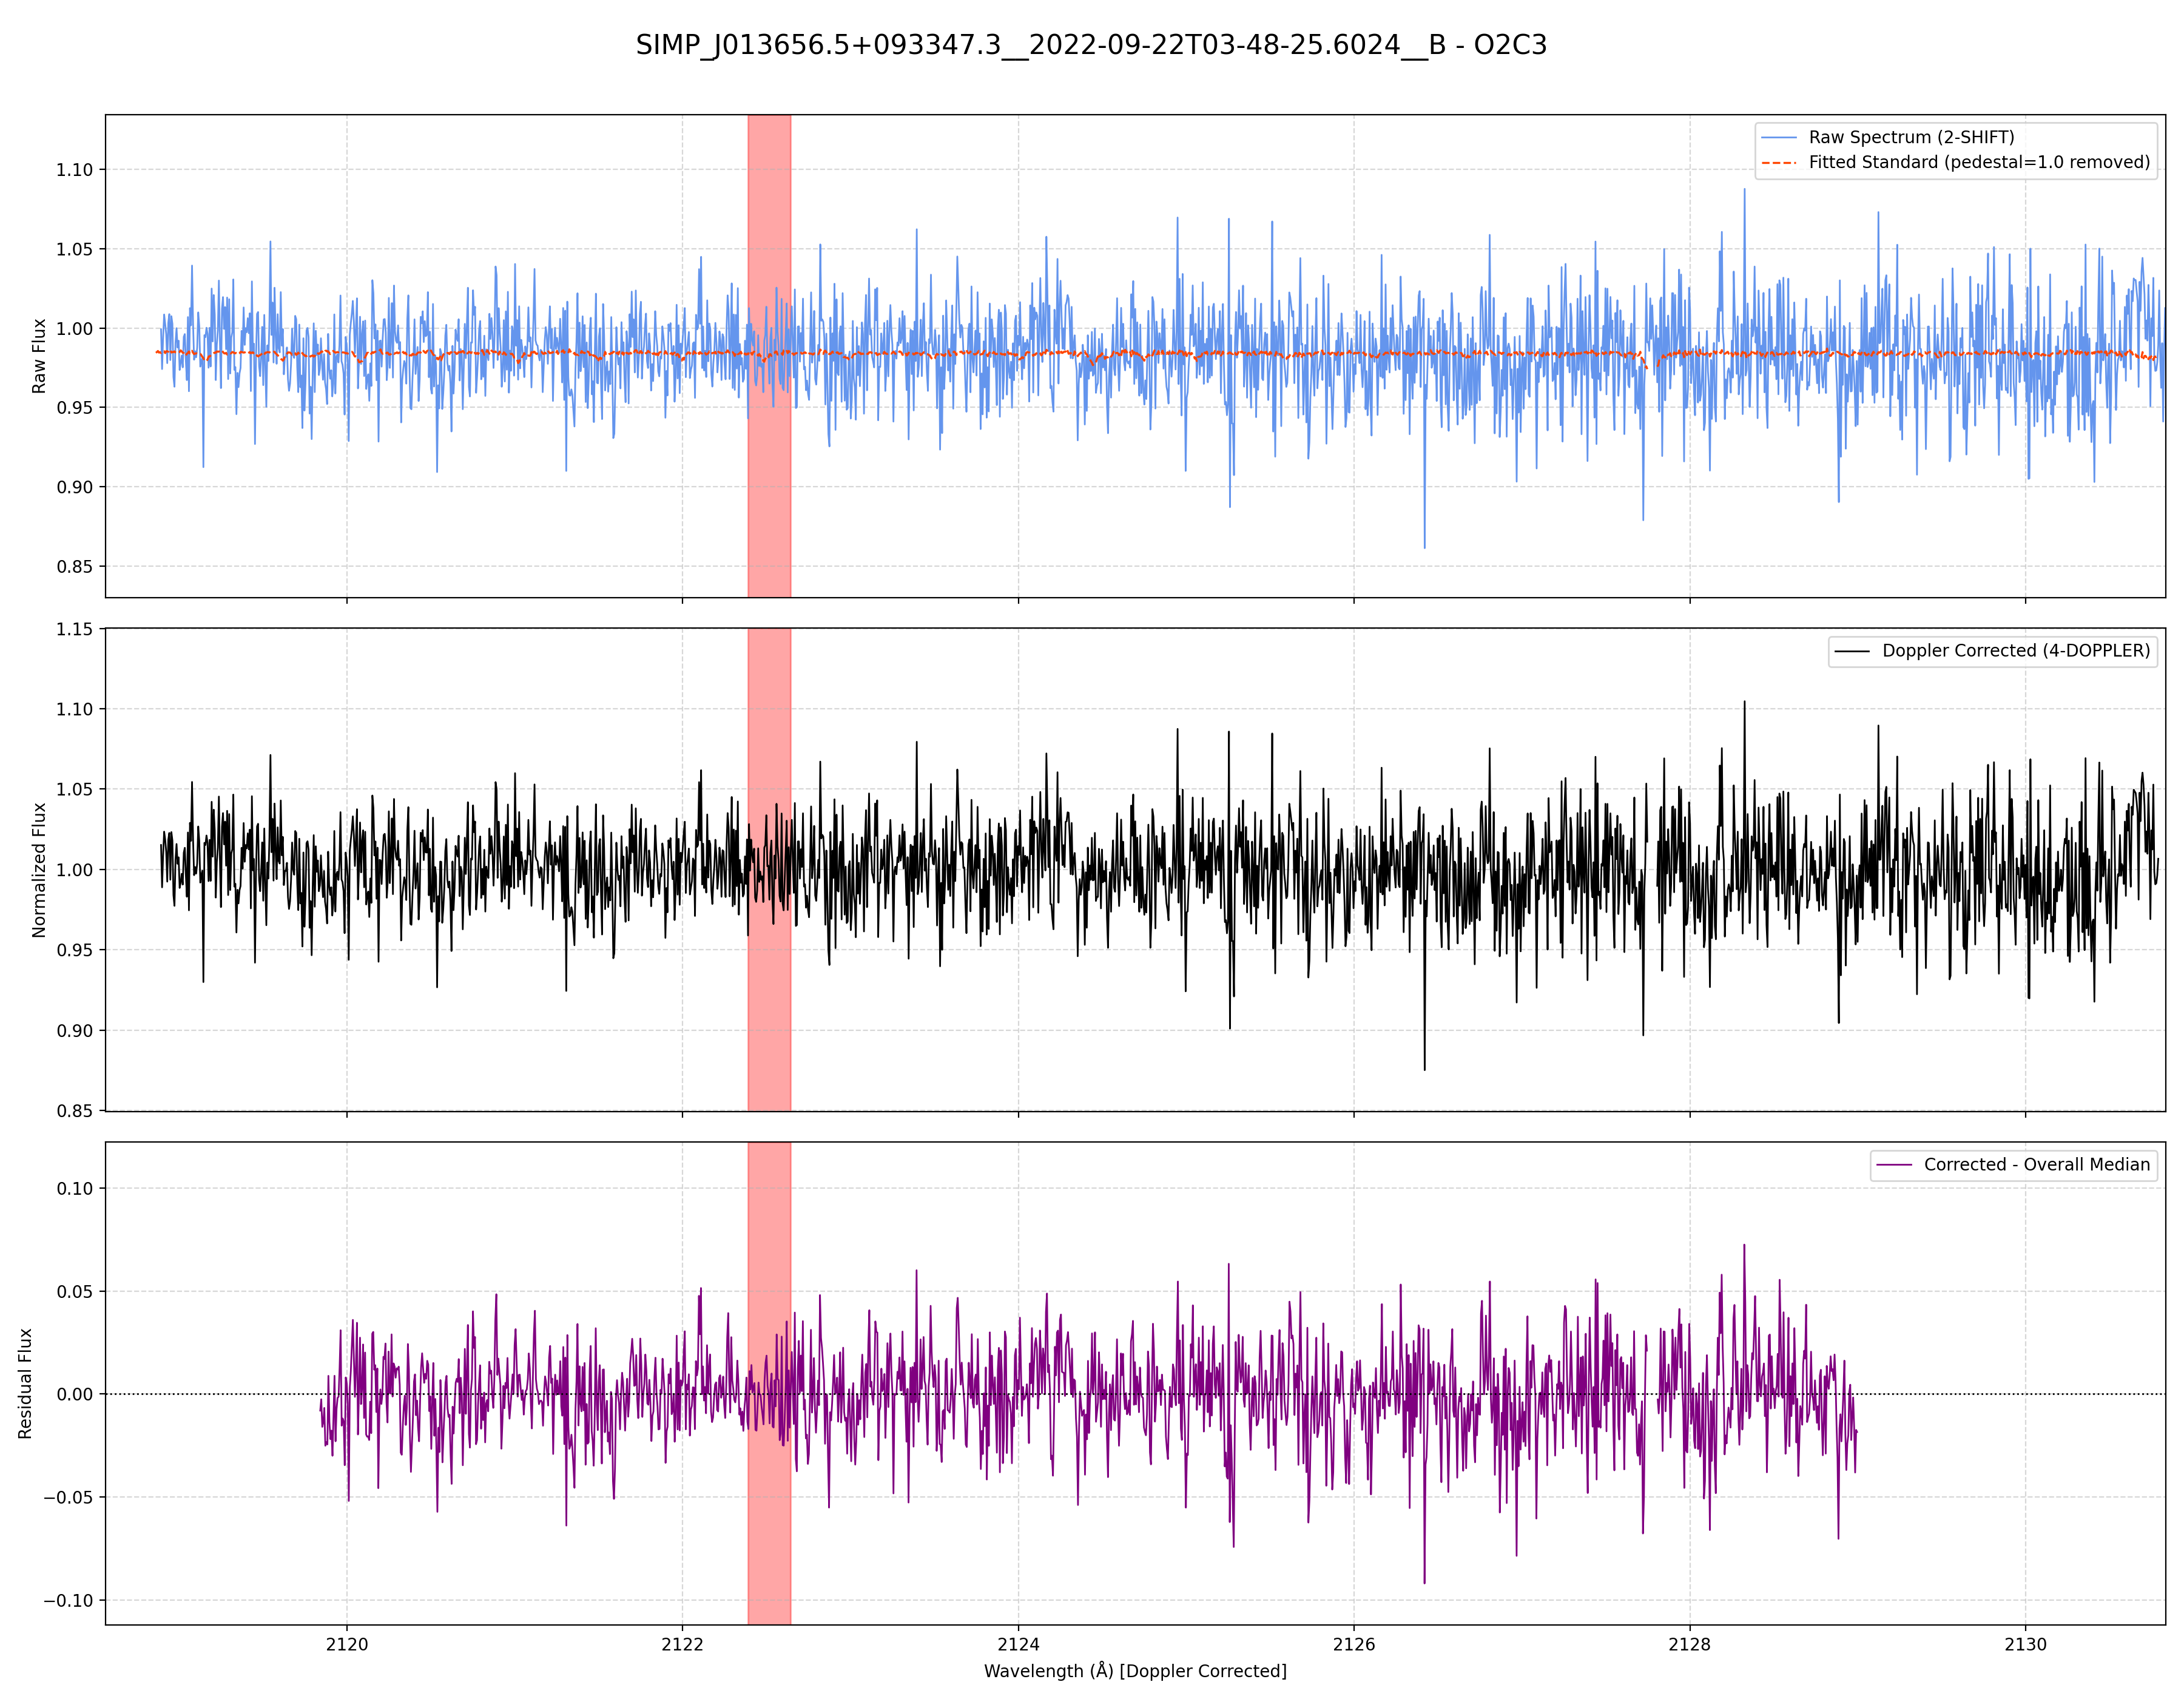 SIMP_J013656.5+093347.3__2022-09-22T03-48-25.6024__B - O2C3
Raw Spectrum (2-SHIFT)
Fitted Standard (pedestal=1.0 removed)
1.10
1.05
1.00
0.95
0.90
0.85
Raw Flux
Doppler Corrected (4-DOPPLER)
1.15
1.10
1.05
1.00
0.95
0.90
0.85
Normalized Flux
Corrected - Overall Median
0.10
0.05
0.00
−0.05
−0.10
Residual Flux
2120 2122 2124 2126 2128 2130
Wavelength (Å) [Doppler Corrected]